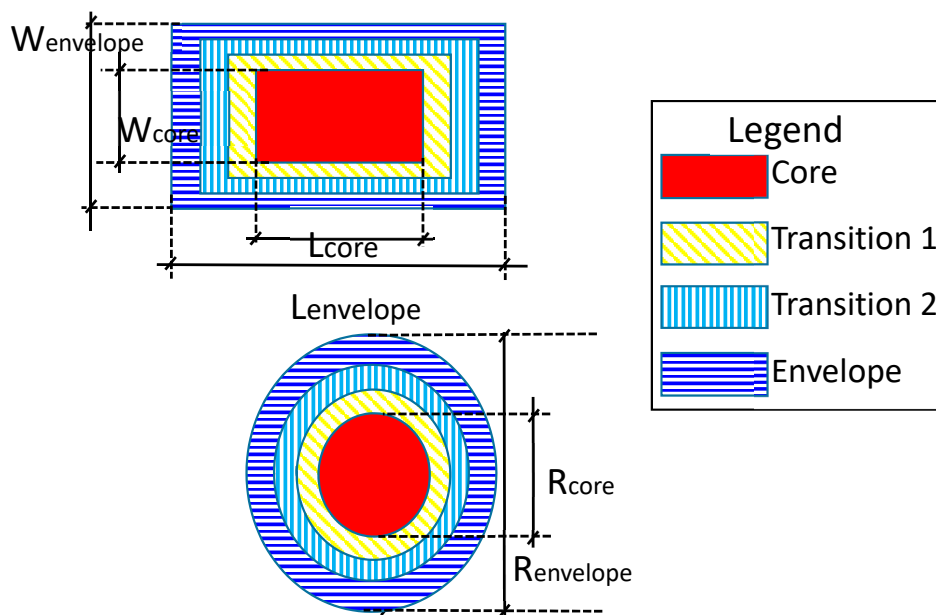 Wenvelope
Wcore
Lcore
Lenvelope
Rcore
Renvelope
Legend
Core
Transition 1
Transition 2
Envelope